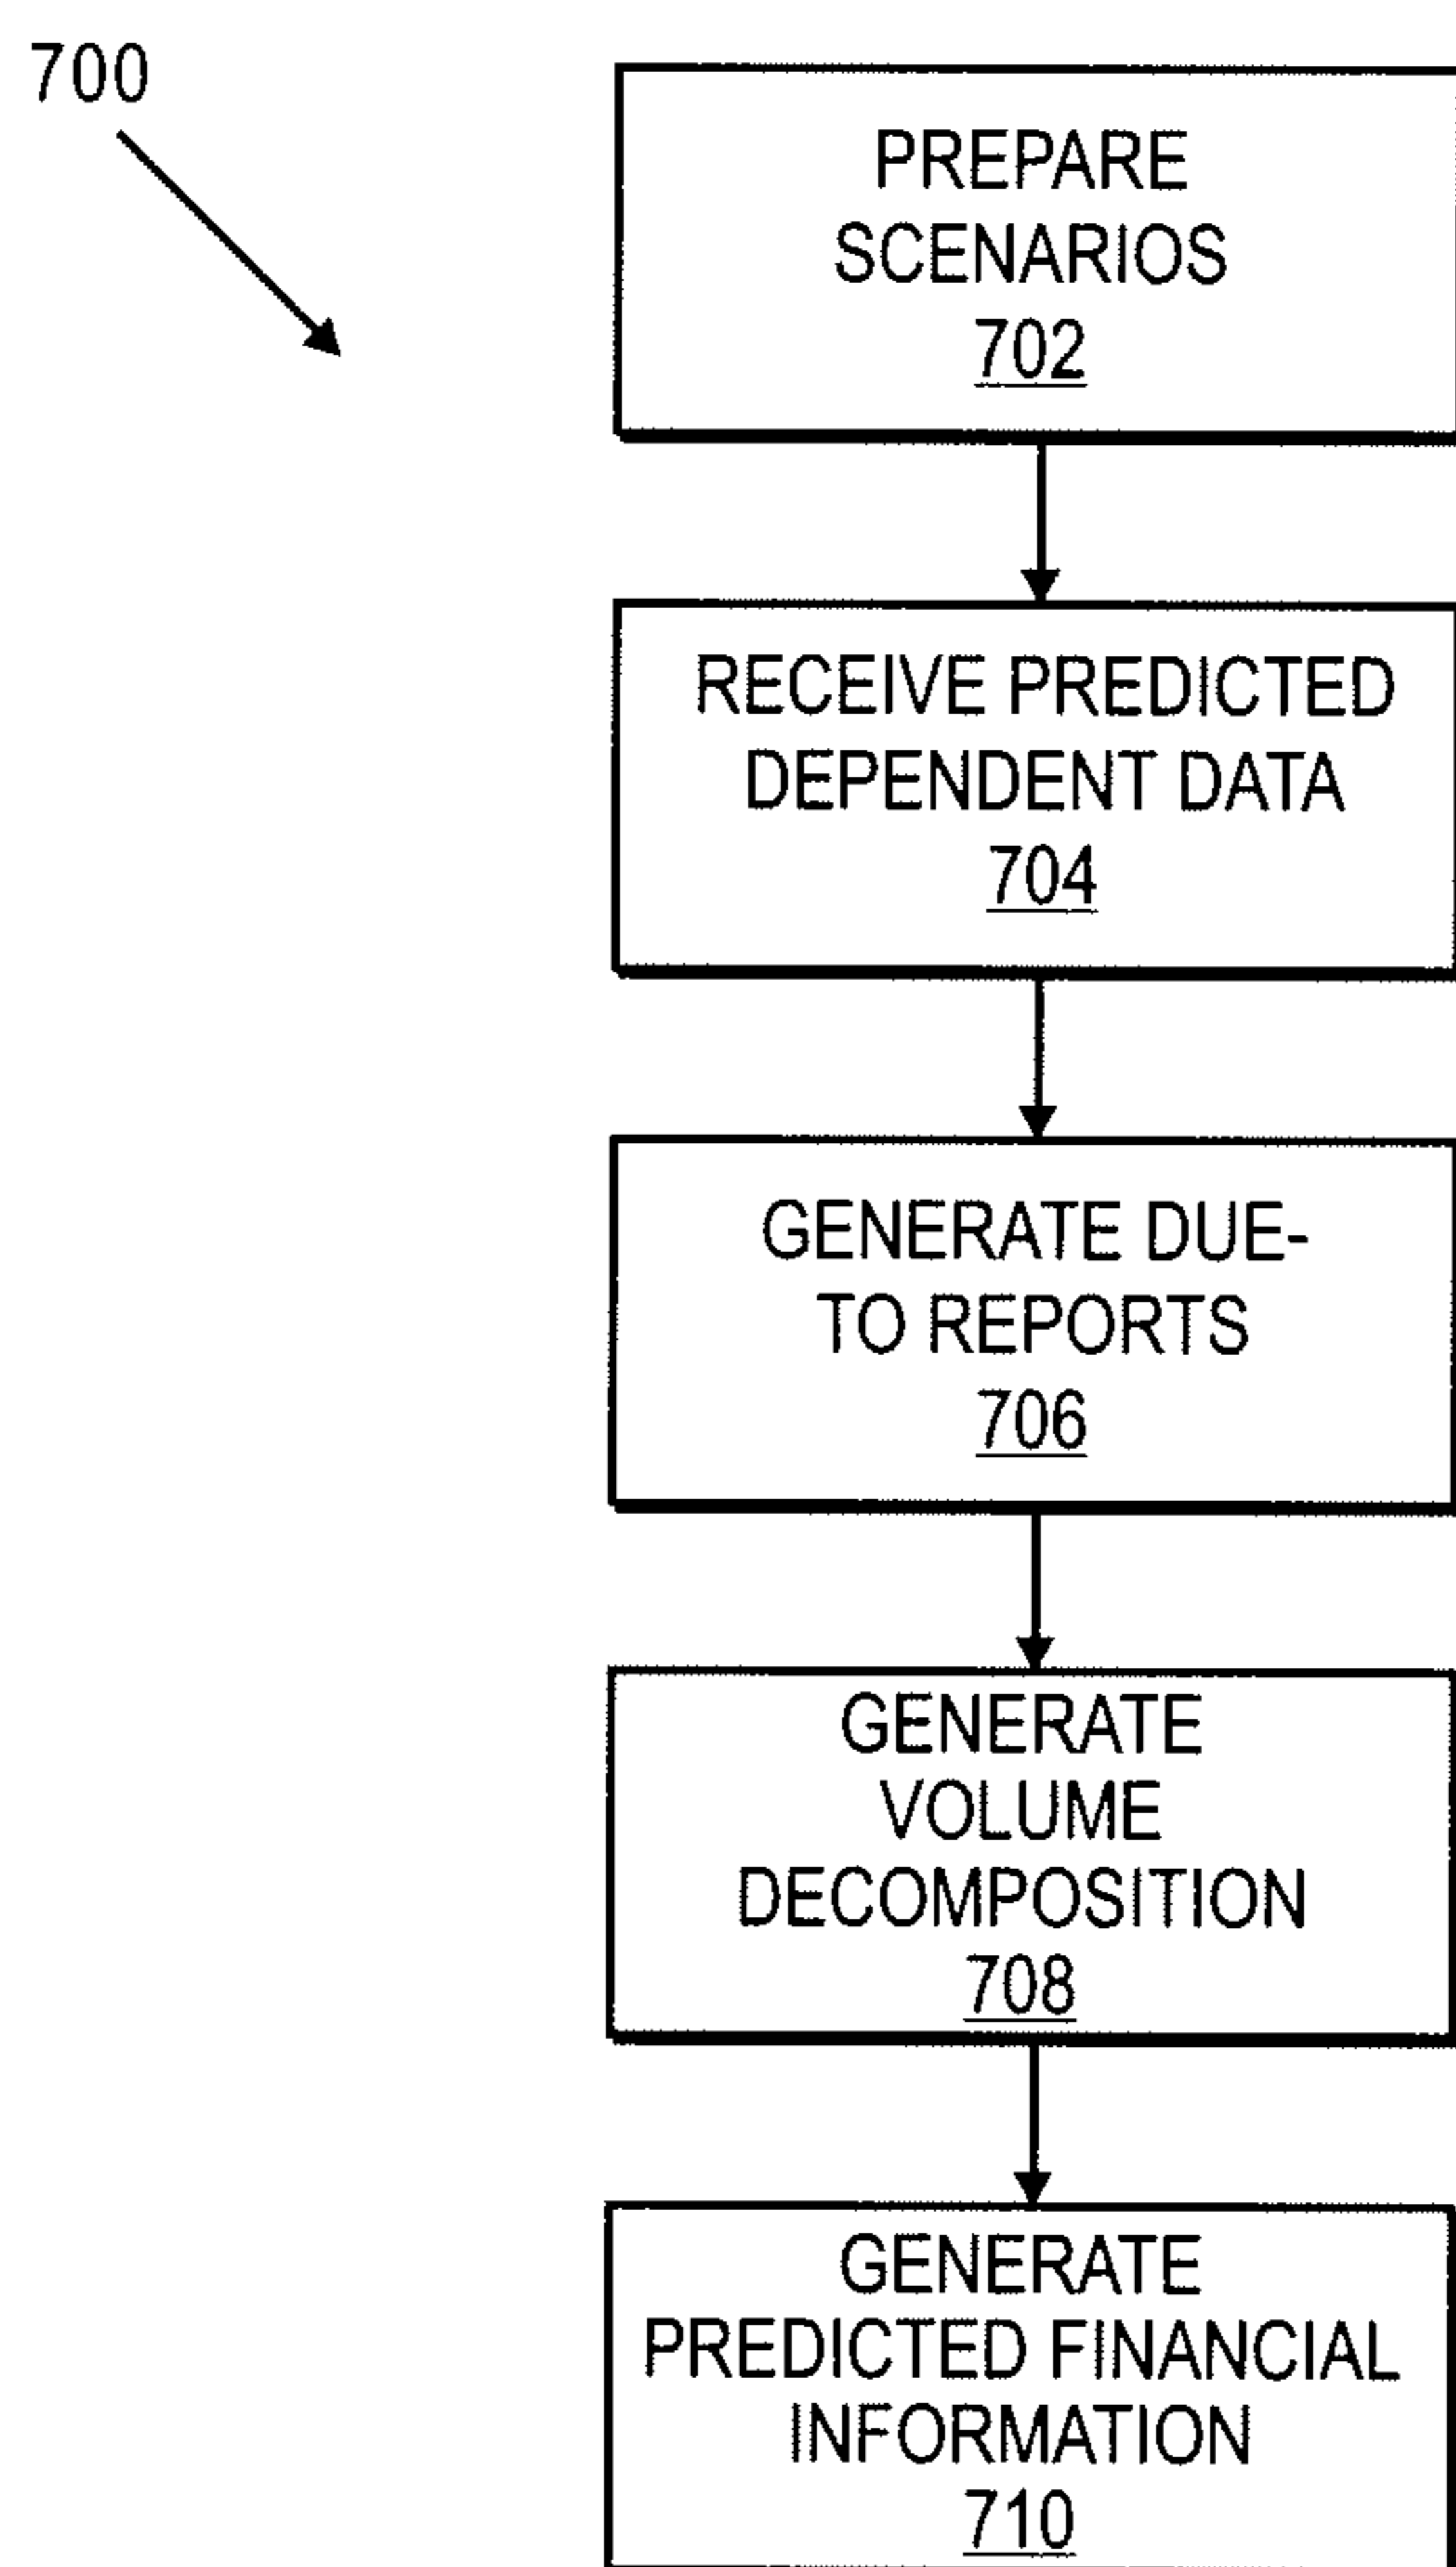 700
PREPARE
SCENARIOS
702
RECEIVE PREDICTED
DEPENDENT DATA
704
GENERATE DUE-
TO REPORTS
706
GENERATE
VOLUME
DECOMPOSITION
708
GENERATE
PREDICTED FINANCIAL
INFORMATION
710